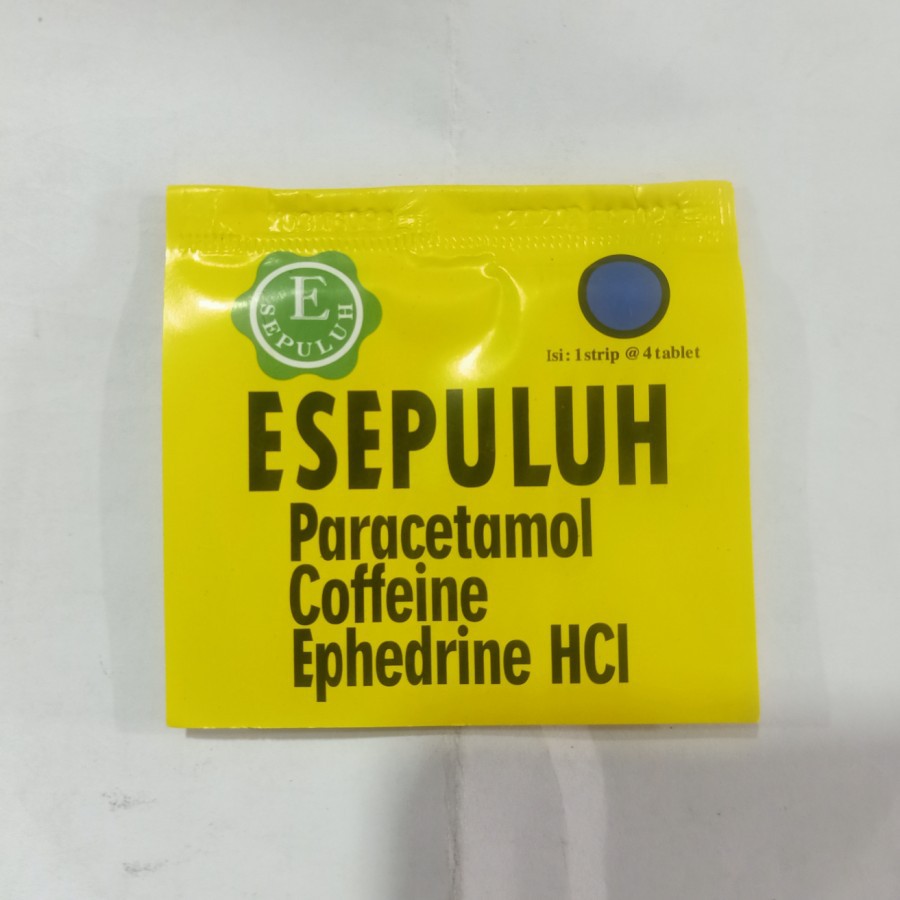 E
SEPULUH
Isi : 1 strip @ 4 tablet
ESEPULUH
Paracetamol
Coffeine
Ephedrine HCl